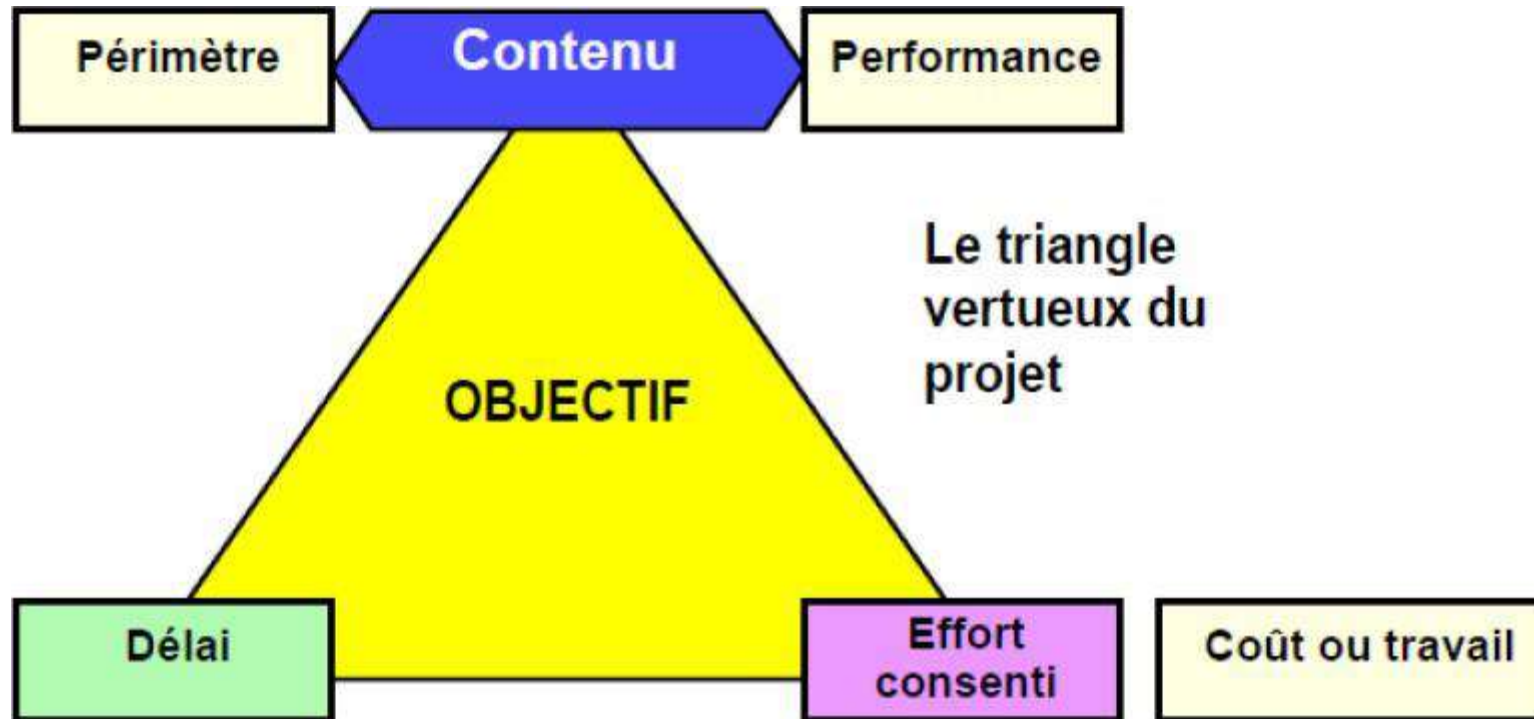 Périmètre
Contenu
Performance
Le triangle
vertueux du
projet
OBJECTIF
Délai
Effort
consenti
Coût ou travail